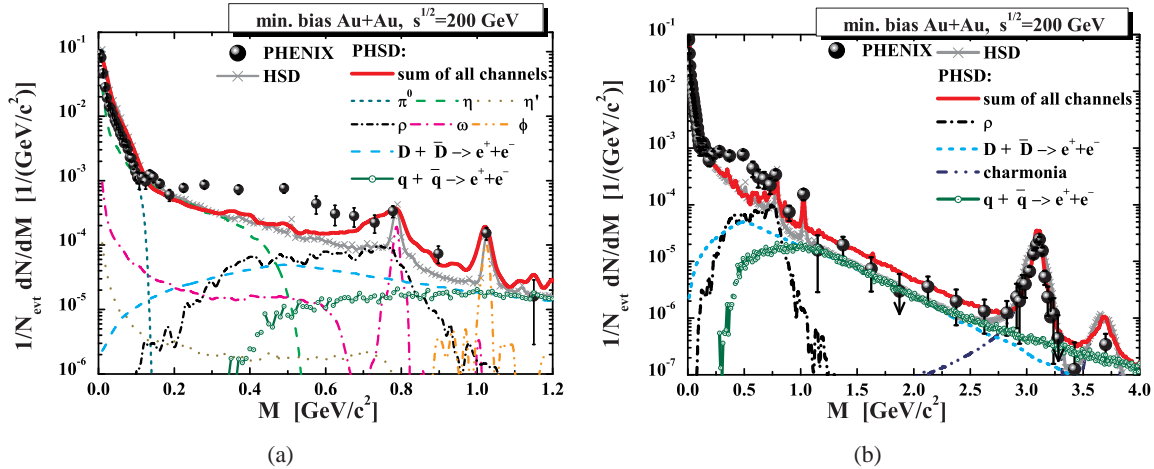 min. bias Au+Au, s^1/2=200 GeV
PHENIX
HSD
PHSD:
sum of all channels
π⁰ η η'
ρ ω ϕ
D + D̅ –> e⁺+e⁻
q + q̅ –> e⁺+e⁻
1/N_evt dN/dM [1/(GeV/c²)]
10⁻¹
10⁻²
10⁻³
10⁻⁴
10⁻⁵
10⁻⁶
0.0 0.2 0.4 0.6 0.8 1.0 1.2
M [GeV/c²]
(a)
min. bias Au+Au, s^1/2=200 GeV
PHENIX HSD
PHSD:
sum of all channels
ρ
D + D̅ –> e⁺+e⁻
charmonia
q + q̅ –> e⁺+e⁻
1/N_evt dN/dM [1/(GeV/c²)]
10⁻¹
10⁻²
10⁻³
10⁻⁴
10⁻⁵
10⁻⁶
10⁻⁷
0.0 0.5 1.0 1.5 2.0 2.5 3.0 3.5 4.0
M [GeV/c²]
(b)